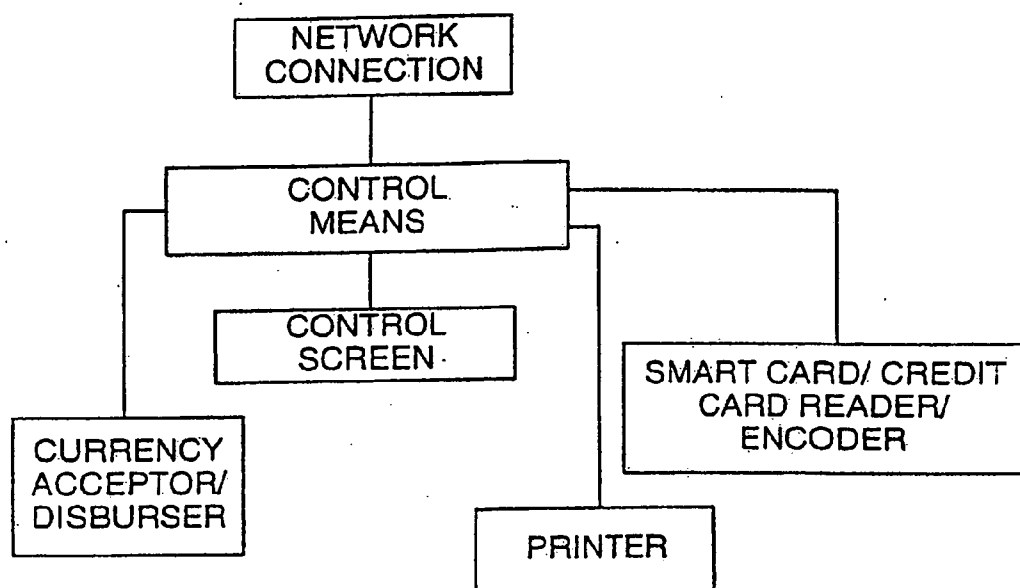 NETWORK
CONNECTION
CONTROL
MEANS
CONTROL
SCREEN
SMART CARD/ CREDIT
CARD READER/
ENCODER
CURRENCY
ACCEPTOR/
DISBURSER
PRINTER